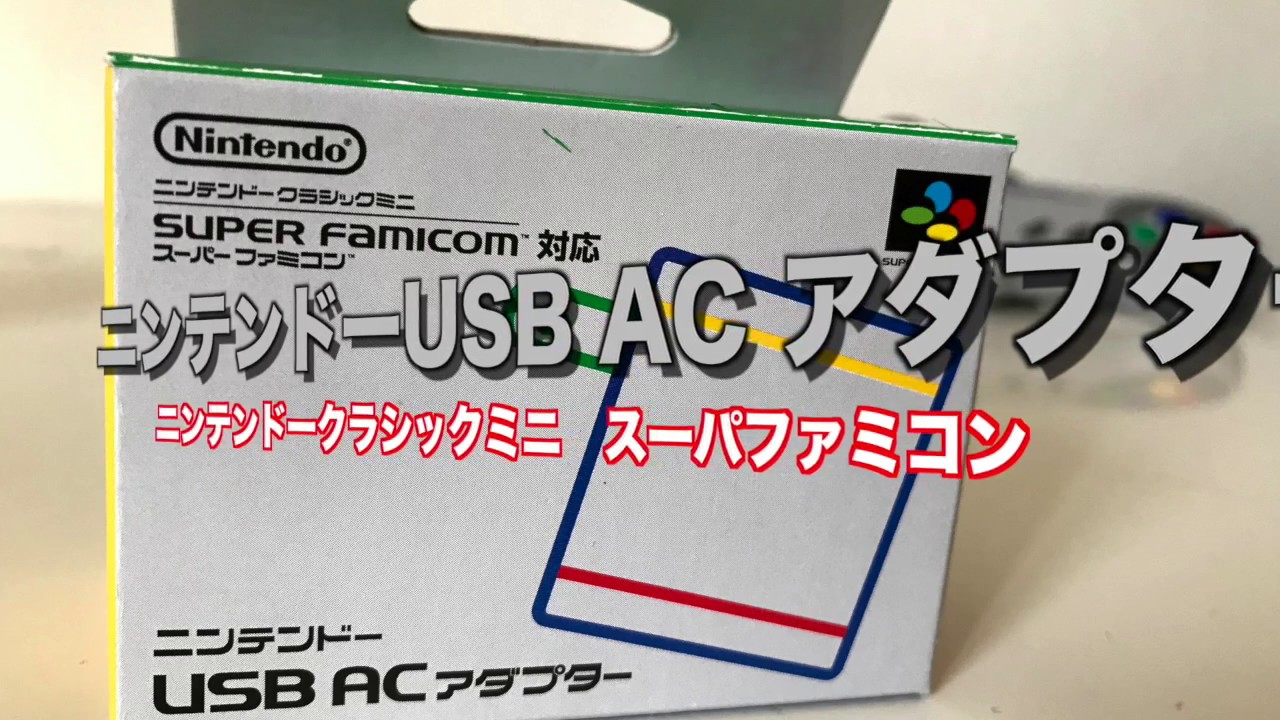 Nintendo®
ニンテンドークラシックミニ
SUPER FAMICOM™ 対応
スーパーファミコン™
SUP
ニンテンドーUSB AC アダプター
ニンテンドークラシックミニ スーパファミコン
ニンテンドー
USB AC アダプター